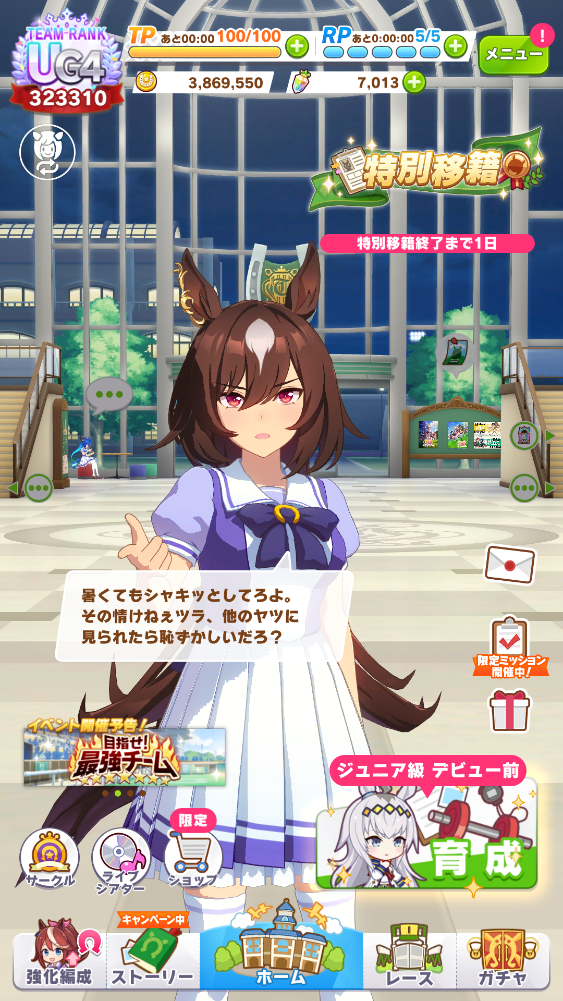 TEAM-RANK
UG4
323310
TP あと00:00 100/100
RP あと0:00:00 5/5
メニュー
!
3,869,550
7,013
特別移籍
特別移籍終了まで1日
暑くてもシャキッとしてろよ。
その情けねぇツラ、他のヤツに
見られたら恥ずかしいだろ?
限定ミッション
開催中!
イベント開催予告!
目指せ!
最強チーム
ジュニア級 デビュー前
育成
サークル
ライブ
シアター
限定
ショップ
キャンペーン中
強化編成
ストーリー
ホーム
レース
ガチャ